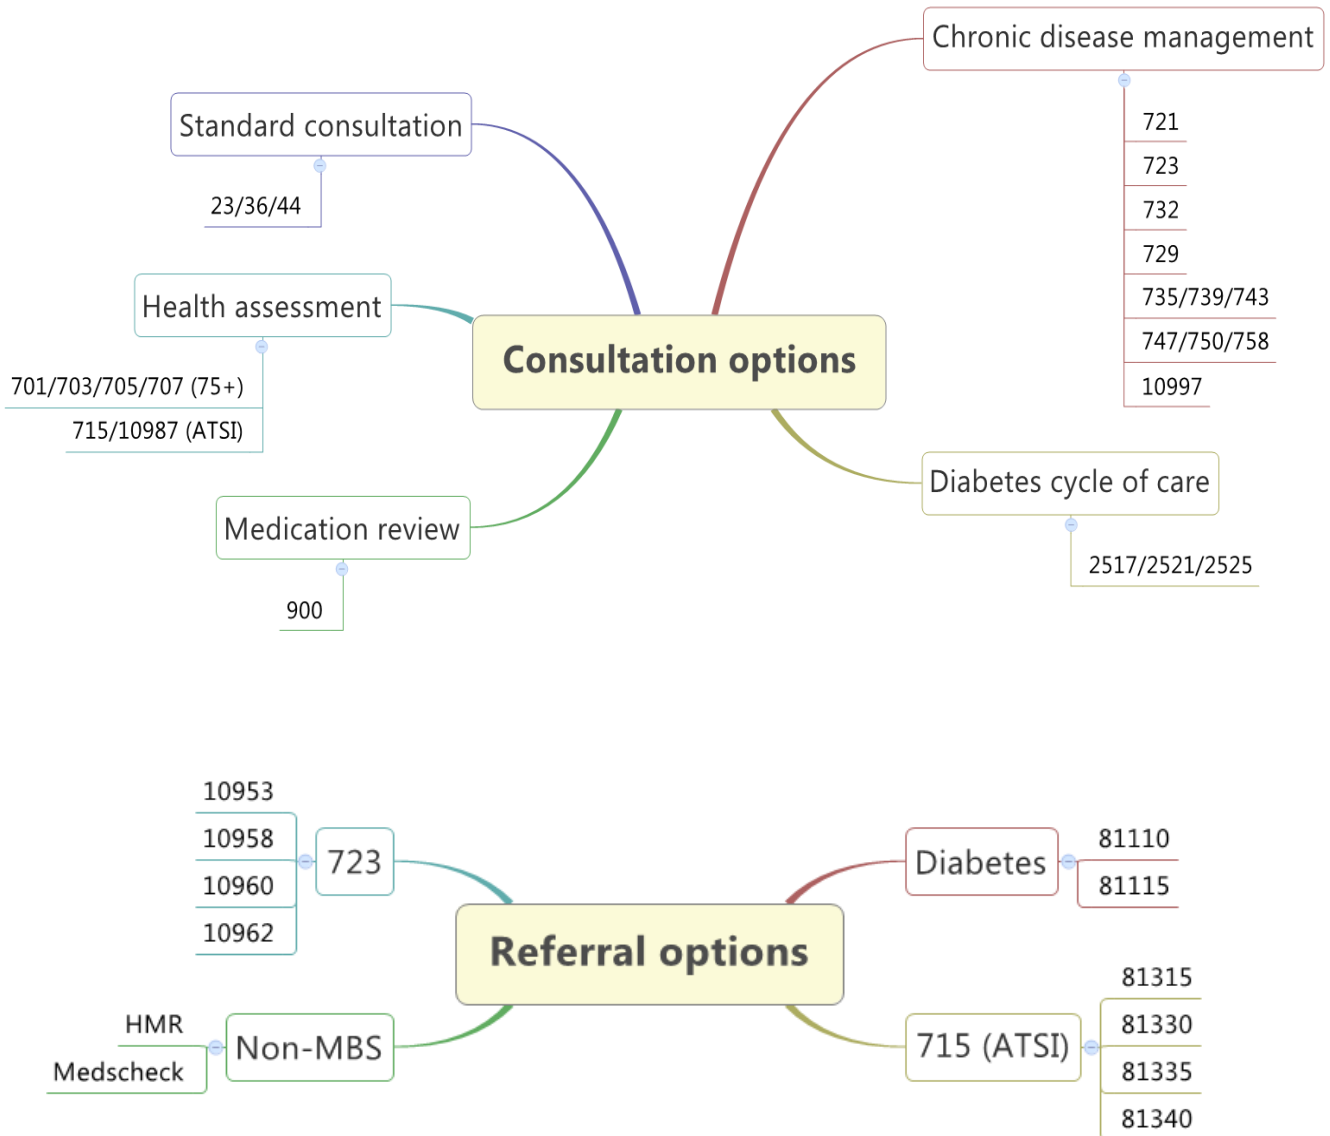 Chronic disease management
721
723
732
729
735/739/743
747/750/758
10997
Standard consultation
23/36/44
Health assessment
701/703/705/707 (75+)
715/10987 (ATSI)
Consultation options
Diabetes cycle of care
2517/2521/2525
Medication review
900
10953
10958
10960
10962
723
Diabetes
81110
81115
Referral options
HMR
Medscheck
Non-MBS
715 (ATSI)
81315
81330
81335
81340